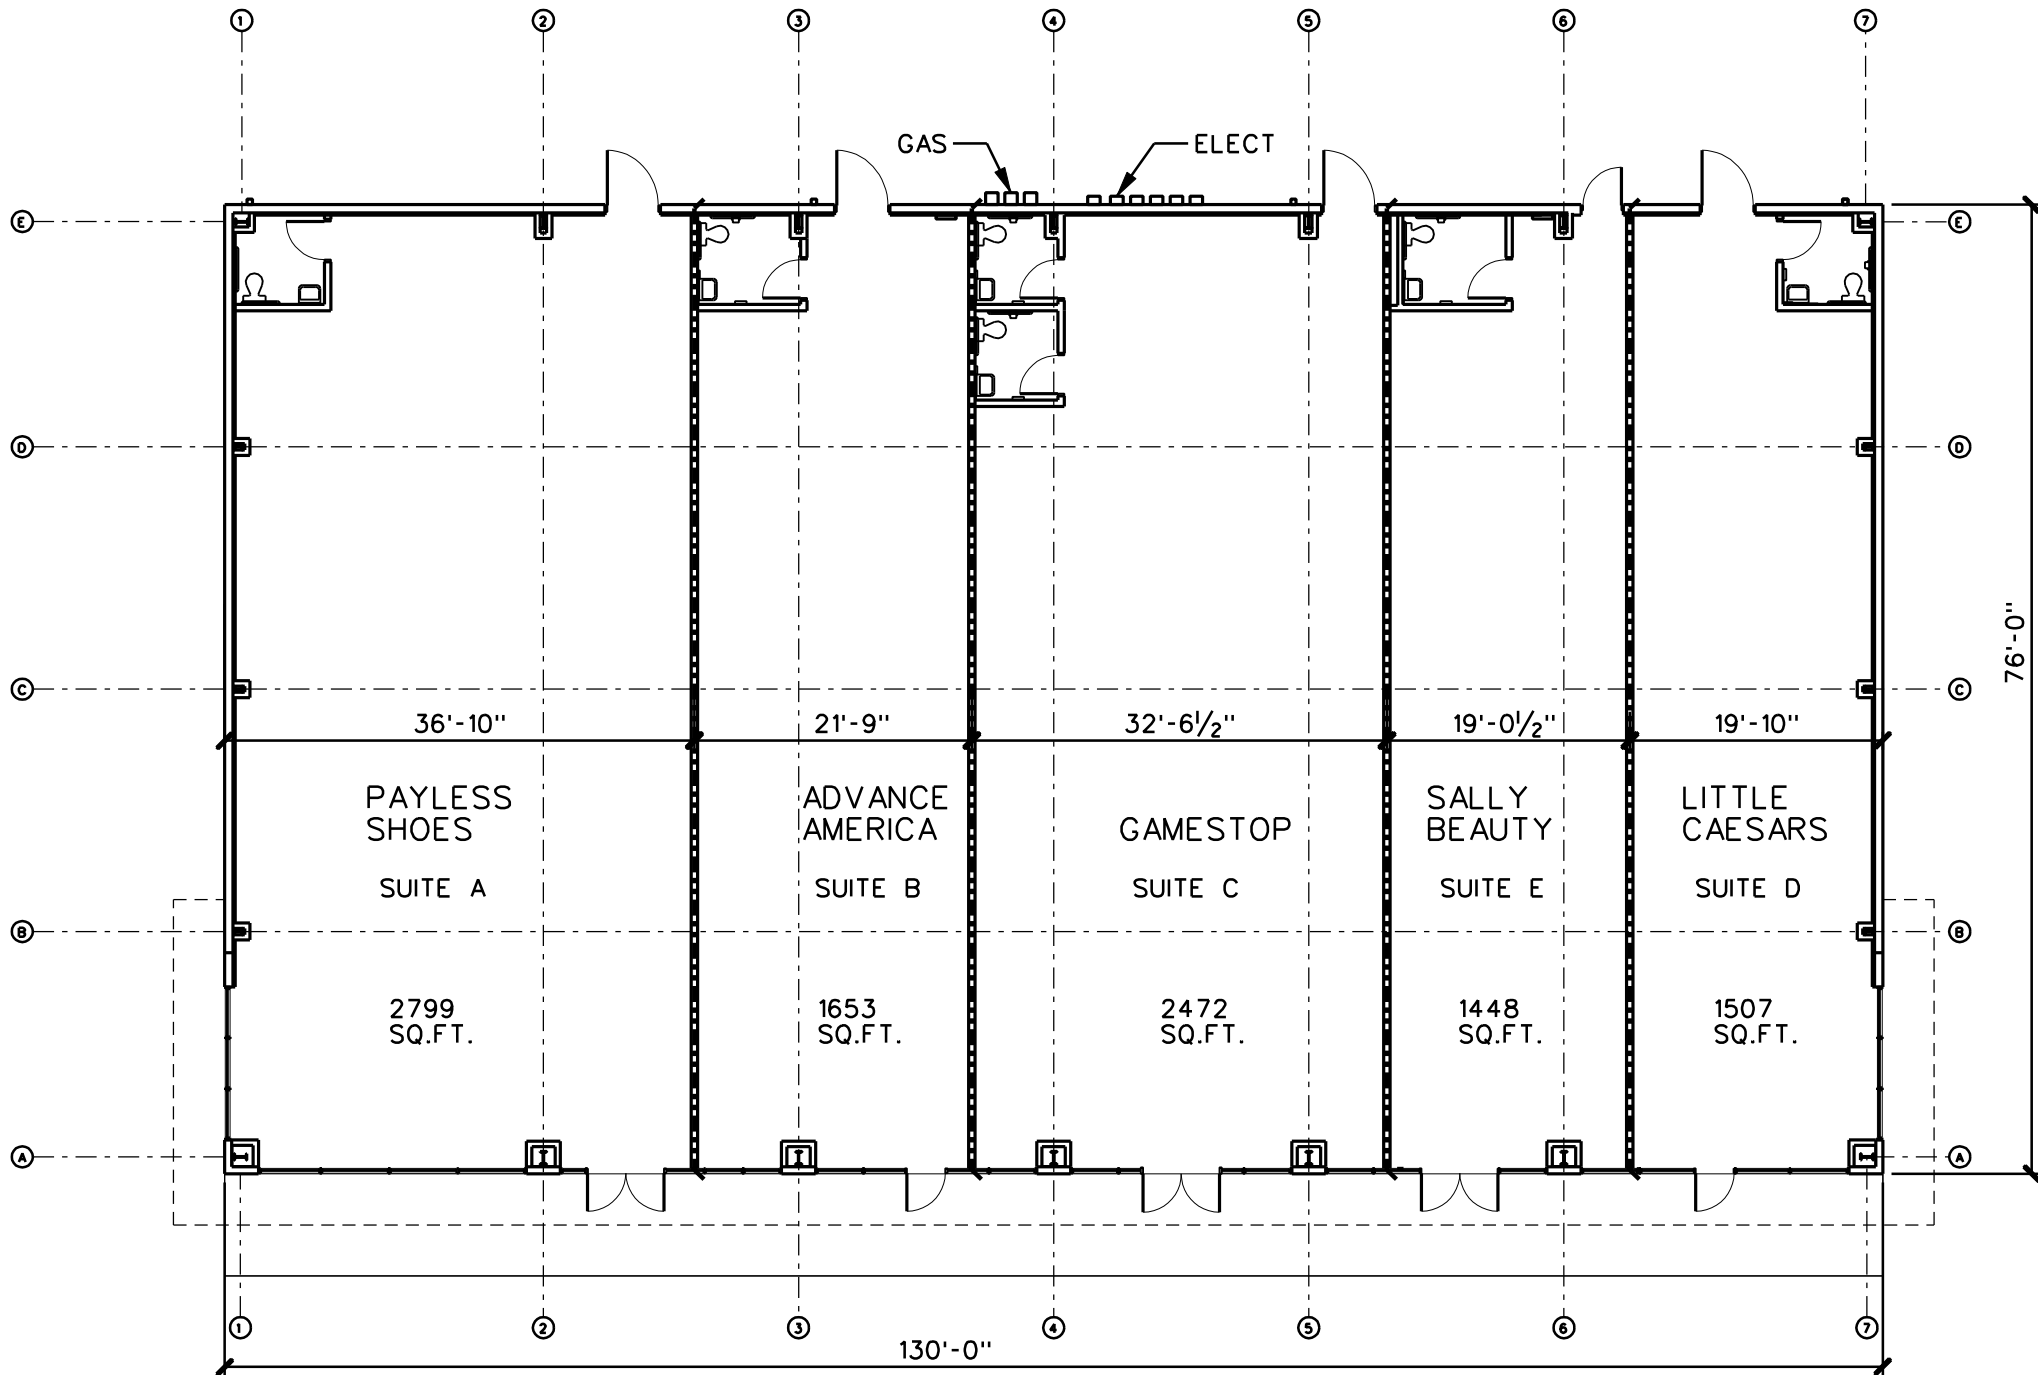 1 2 3 4 5 6 7
GAS ELECT
E E
D D
76'-0"
C C
36'-10" 21'-9" 32'-6½" 19'-0½" 19'-10"
PAYLESS
SHOES
SUITE A
ADVANCE
AMERICA
SUITE B
GAMESTOP
SUITE C
SALLY
BEAUTY
SUITE E
LITTLE
CAESARS
SUITE D
B B
2799
SQ.FT.
1653
SQ.FT.
2472
SQ.FT.
1448
SQ.FT.
1507
SQ.FT.
A A
1 2 3 4 5 6 7
130'-0"